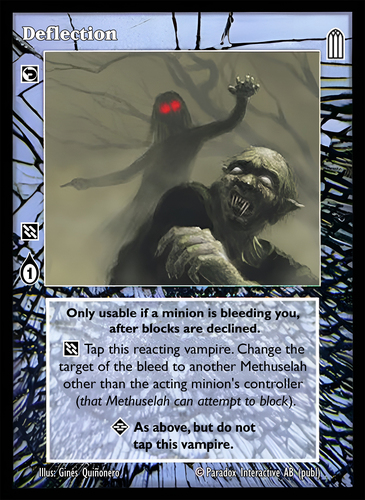 Deflection
1
Only usable if a minion is bleeding you,
after blocks are declined.
Tap this reacting vampire. Change the
target of the bleed to another Methuselah
other than the acting minion's controller
(that Methuselah can attempt to block).
As above, but do not
tap this vampire.
Illus: Ginés Quiñonero
© Paradox Interactive AB (publ)